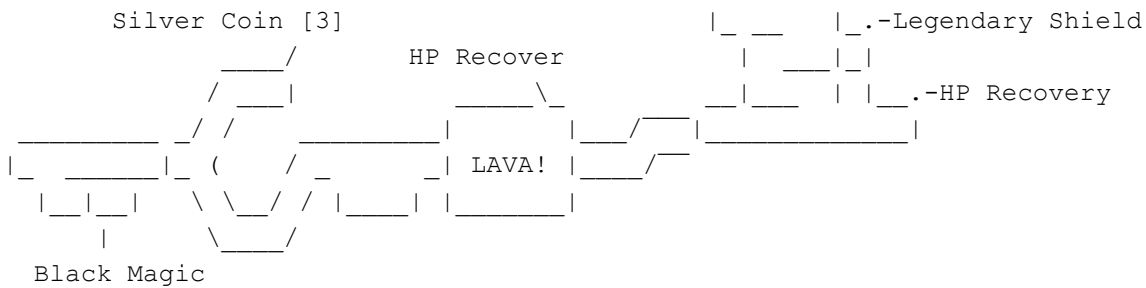 Silver Coin [3]
.-Legendary Shield
HP Recover
.-HP Recovery
LAVA!
Black Magic